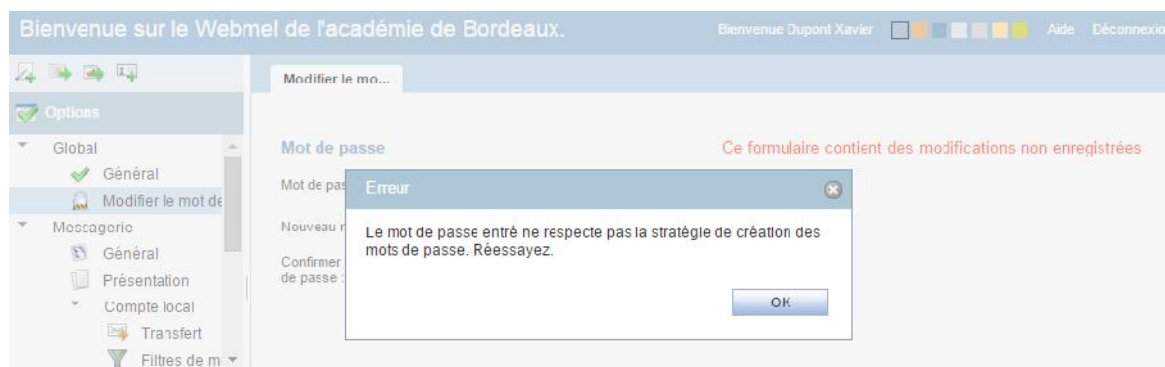 Bienvenue sur le Webmel de l'académie de Bordeaux.
Bienvenue Dupont Xavier Aide Déconnexio
Modifier le mo...
Options
Global
Général
Modifier le mot de
Messagerie
Général
Présentation
Compte local
Transfert
Filtres de m
Mot de passe
Ce formulaire contient des modifications non enregistrées
Mot de pas
Nouveau r
Confirmer
de passe :
Erreur
Le mot de passe entré ne respecte pas la stratégie de création des
mots de passe. Réessayez.
OK